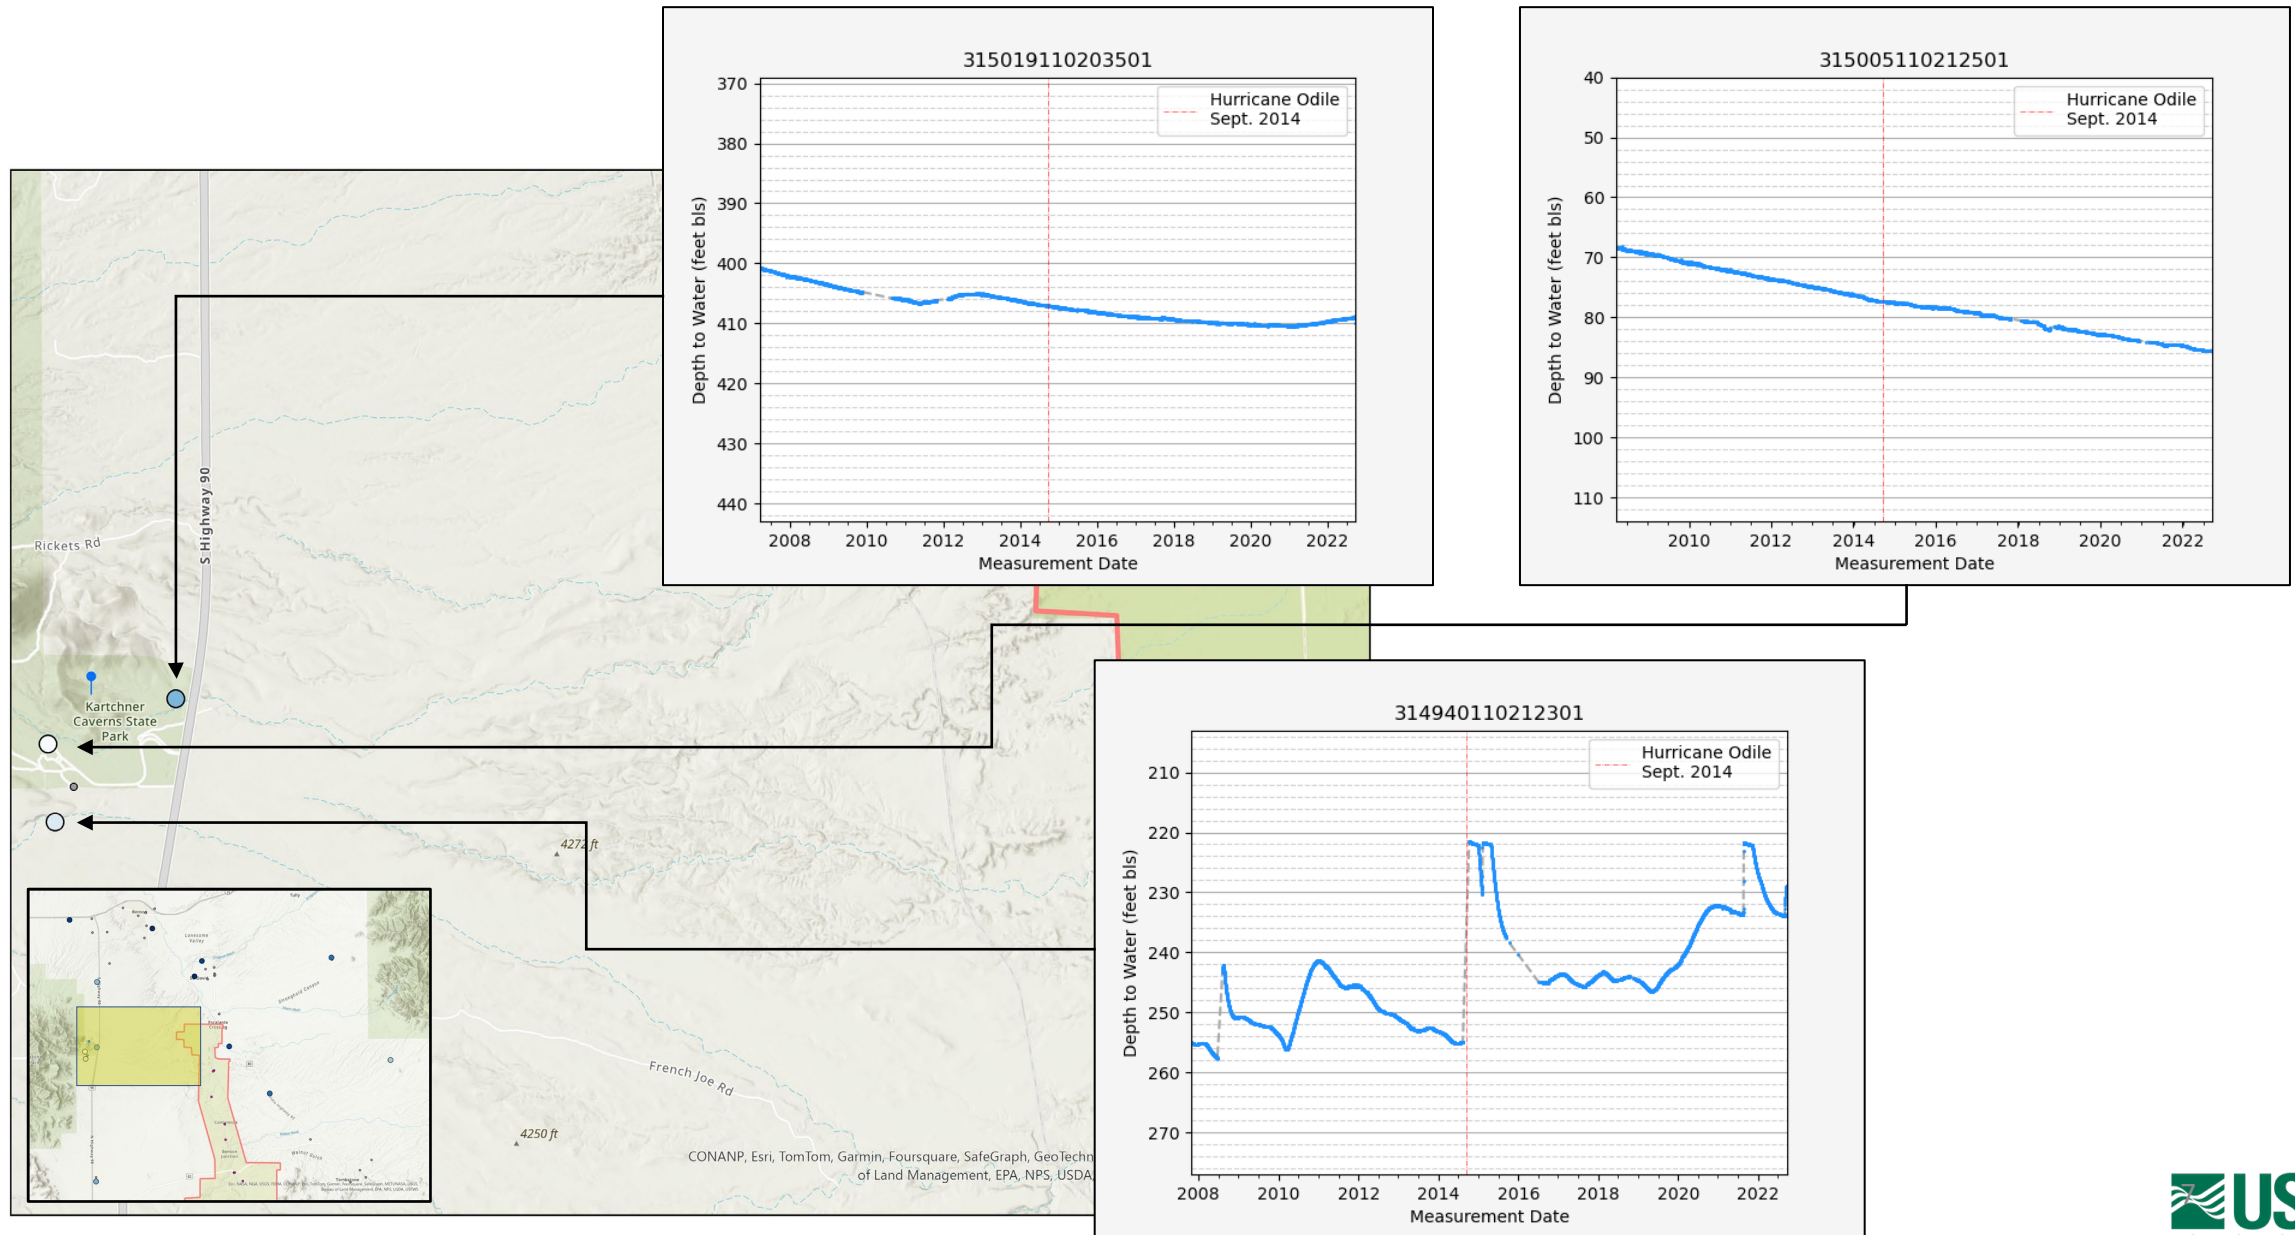 315019110203501
370
380
390
400
410
420
430
440
Depth to Water (feet bls)
Hurricane Odile
Sept. 2014
2008 2010 2012 2014 2016 2018 2020 2022
Measurement Date
315005110212501
40
50
60
70
80
90
100
110
Depth to Water (feet bls)
Hurricane Odile
Sept. 2014
2010 2012 2014 2016 2018 2020 2022
Measurement Date
S Highway 90
Rickets Rd
Kartchner
Caverns State
Park
4272 ft
314940110212301
210
220
230
240
250
260
270
Depth to Water (feet bls)
Hurricane Odile
Sept. 2014
2008 2010 2012 2014 2016 2018 2020 2022
Measurement Date
French Joe Rd
4250 ft
CONANP, Esri, TomTom, Garmin, Foursquare, SafeGraph, GeoTechn
of Land Management, EPA, NPS, USDA,
7
US